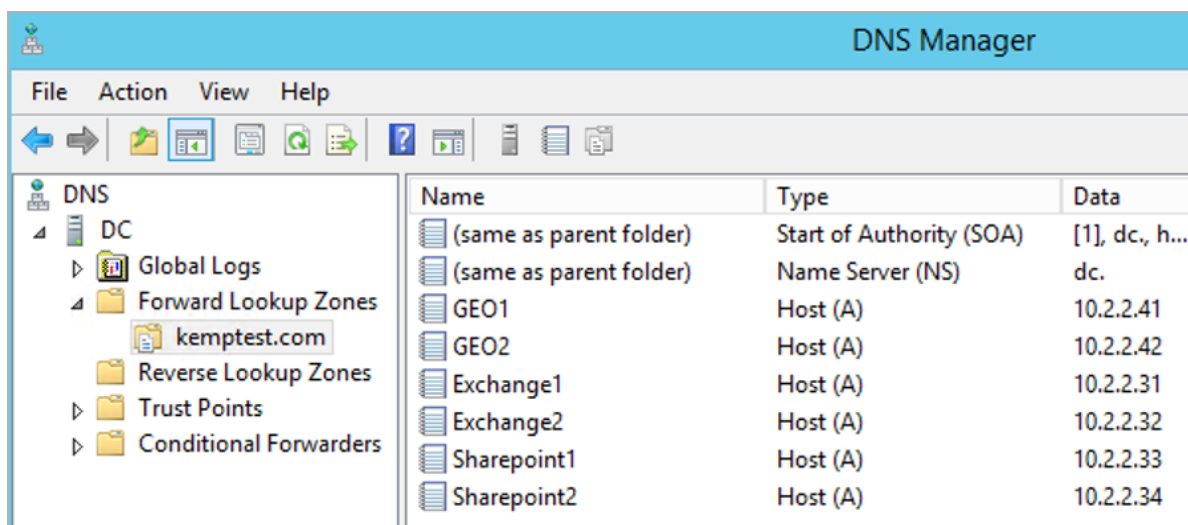 DNS Manager
File Action View Help
DNS
DC
Global Logs
Forward Lookup Zones
kemptest.com
Reverse Lookup Zones
Trust Points
Conditional Forwarders
Name Type Data
(same as parent folder) Start of Authority (SOA) [1], dc., h...
(same as parent folder) Name Server (NS) dc.
GEO1 Host (A) 10.2.2.41
GEO2 Host (A) 10.2.2.42
Exchange1 Host (A) 10.2.2.31
Exchange2 Host (A) 10.2.2.32
Sharepoint1 Host (A) 10.2.2.33
Sharepoint2 Host (A) 10.2.2.34